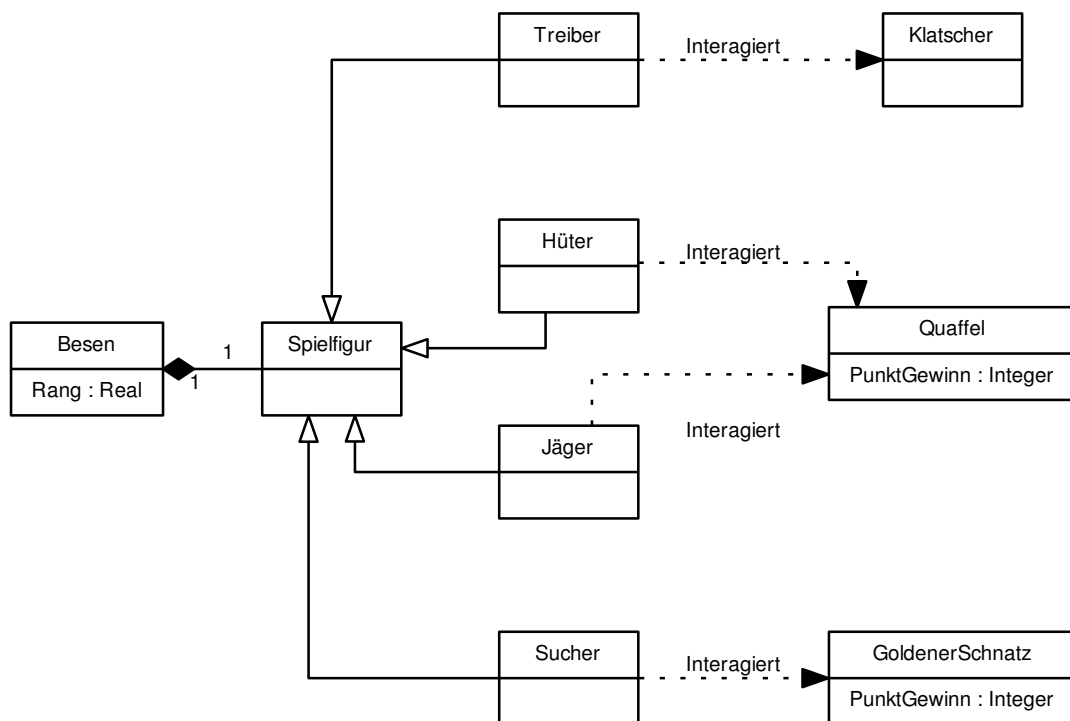 Treiber
Interagiert
Klatscher
Hüter
Interagiert
Quaffel
PunktGewinn : Integer
Besen
Rang : Real
1
1
Spielfigur
Jäger
Interagiert
Sucher
Interagiert
GoldenerSchnatz
PunktGewinn : Integer